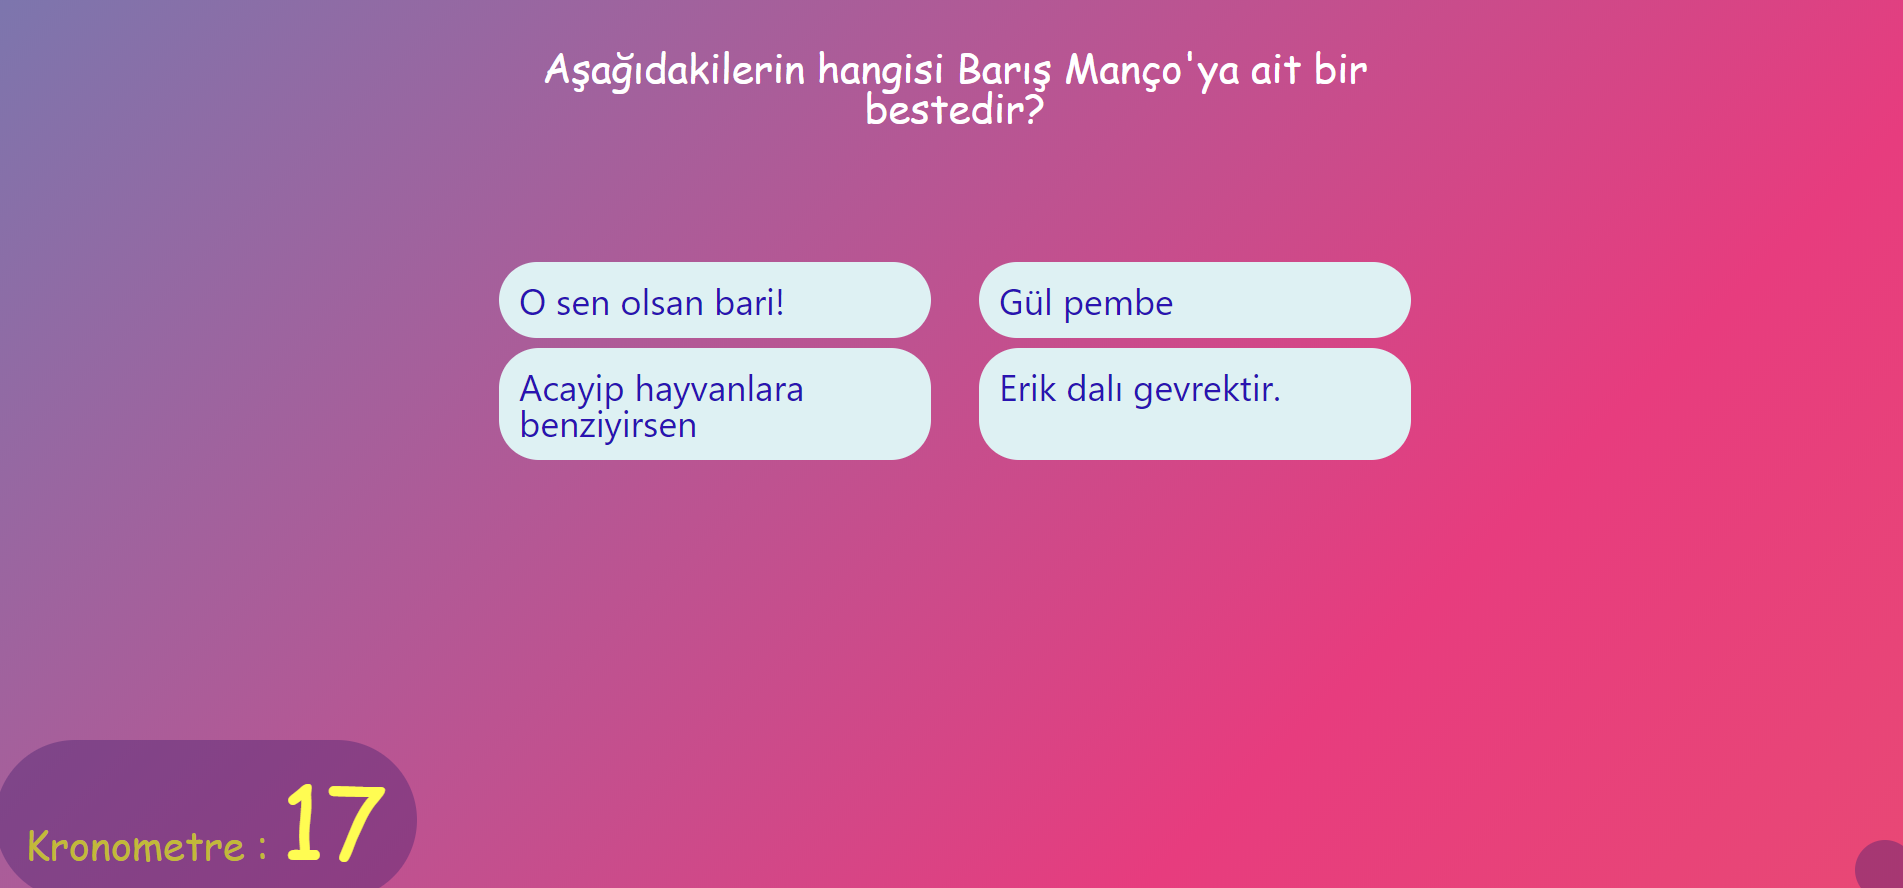 Aşağıdakilerin hangisi Barış Manço'ya ait bir
bestedir?
O sen olsan bari!
Gül pembe
Acayip hayvanlara
benziyirsen
Erik dalı gevrektir.
Kronometre : 17